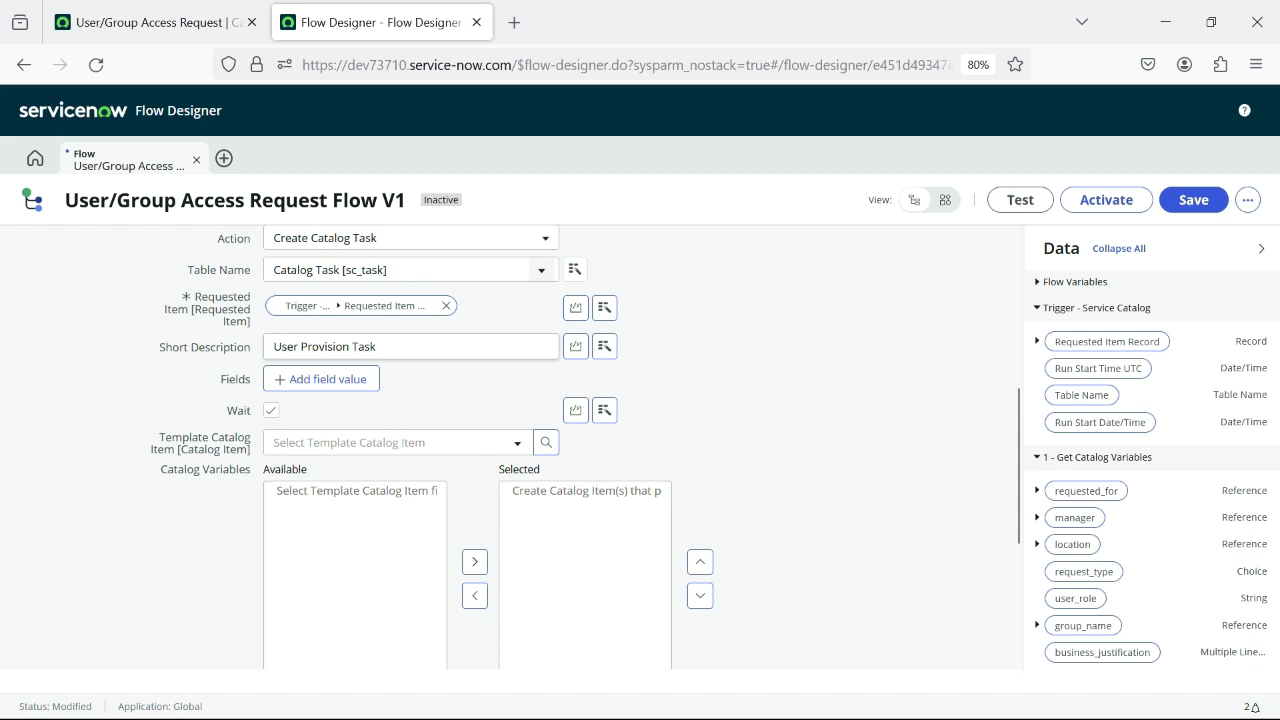 User/Group Access Request | Ca
Flow Designer - Flow Designer
https://dev73710.service-now.com/$flow-designer.do?sysparm_nostack=true#/flow-designer/e451d49347a
80%
servicenow Flow Designer
Flow
User/Group Access ...
User/Group Access Request Flow V1
Inactive
View:
Test
Activate
Save
Action
Create Catalog Task
Table Name
Catalog Task [sc_task]
* Requested
Item [Requested
Item]
Trigger -... ▸ Requested Item ...
Short Description
User Provision Task
Fields
+ Add field value
Wait
Template Catalog
Item [Catalog Item]
Select Template Catalog Item
Catalog Variables
Available
Selected
Select Template Catalog Item fi
Create Catalog Item(s) that p
Data
Collapse All
Flow Variables
Trigger - Service Catalog
Requested Item Record
Record
Run Start Time UTC
Date/Time
Table Name
Table Name
Run Start Date/Time
Date/Time
1 - Get Catalog Variables
requested_for
Reference
manager
Reference
location
Reference
request_type
Choice
user_role
String
group_name
Reference
business_justification
Multiple Line...
Status: Modified
Application: Global
2